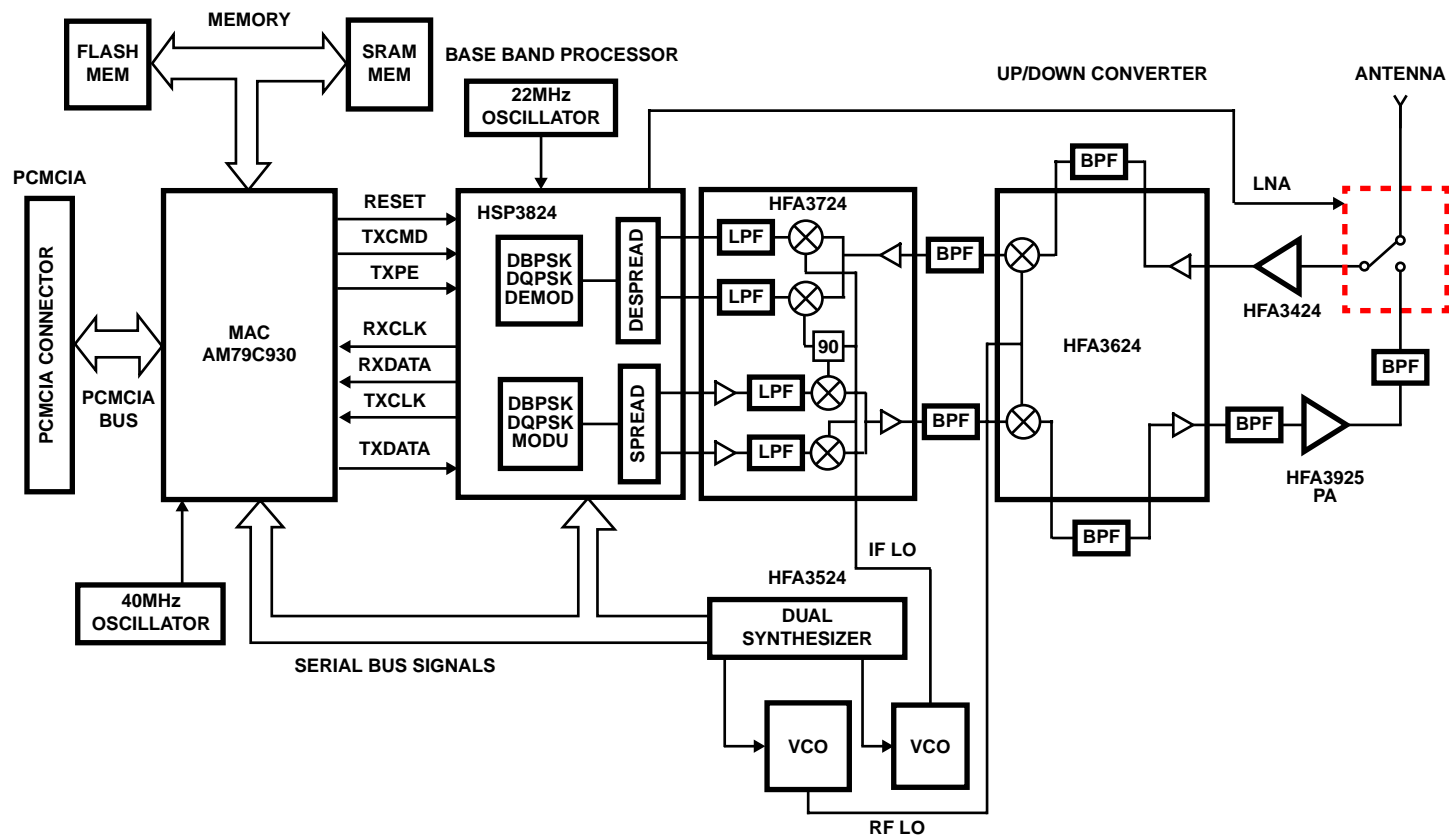 MEMORY
FLASH
MEM
SRAM
MEM
BASE BAND PROCESSOR
22MHz
OSCILLATOR
UP/DOWN CONVERTER
ANTENNA
PCMCIA
PCMCIA CONNECTOR
PCMCIA
BUS
MAC
AM79C930
RESET
TXCMD
TXPE
RXCLK
RXDATA
TXCLK
TXDATA
HSP3824
DBPSK
DQPSK
DEMOD
DESPREAD
DBPSK
DQPSK
MODU
SPREAD
HFA3724
LPF
LPF
90
LPF
LPF
BPF
BPF
BPF
HFA3624
BPF
LNA
HFA3424
BPF
BPF
HFA3925
PA
40MHz
OSCILLATOR
SERIAL BUS SIGNALS
HFA3524
DUAL
SYNTHESIZER
IF LO
VCO
VCO
RF LO